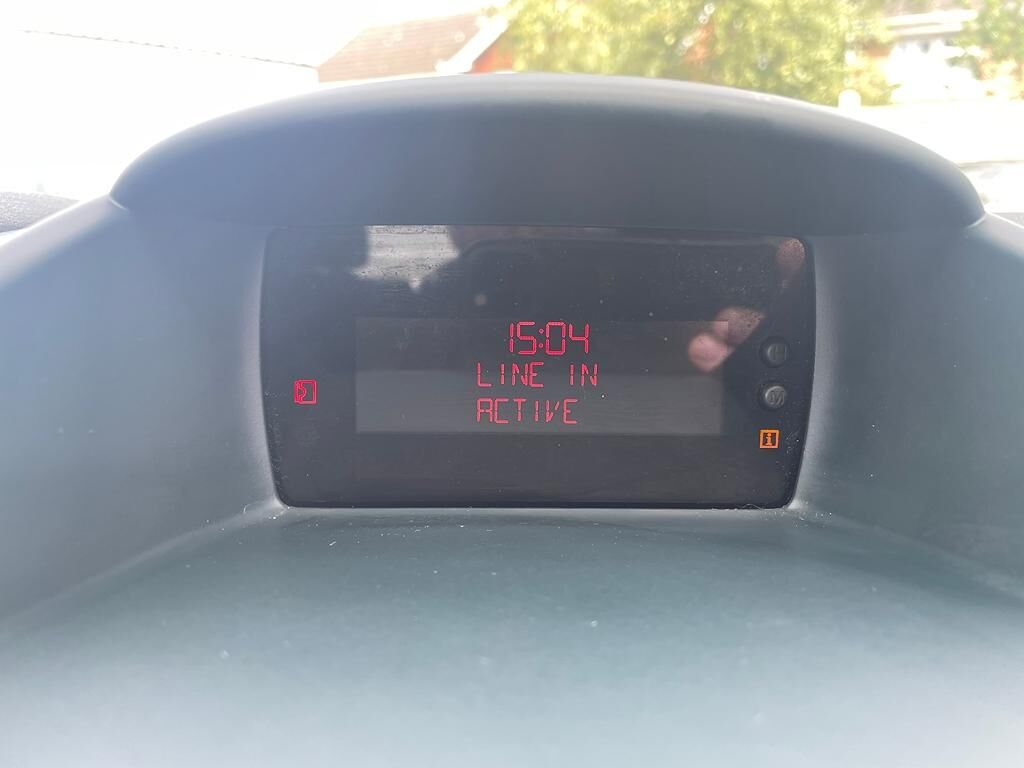 15:04
LINE IN
ACTIVE
H
M
i